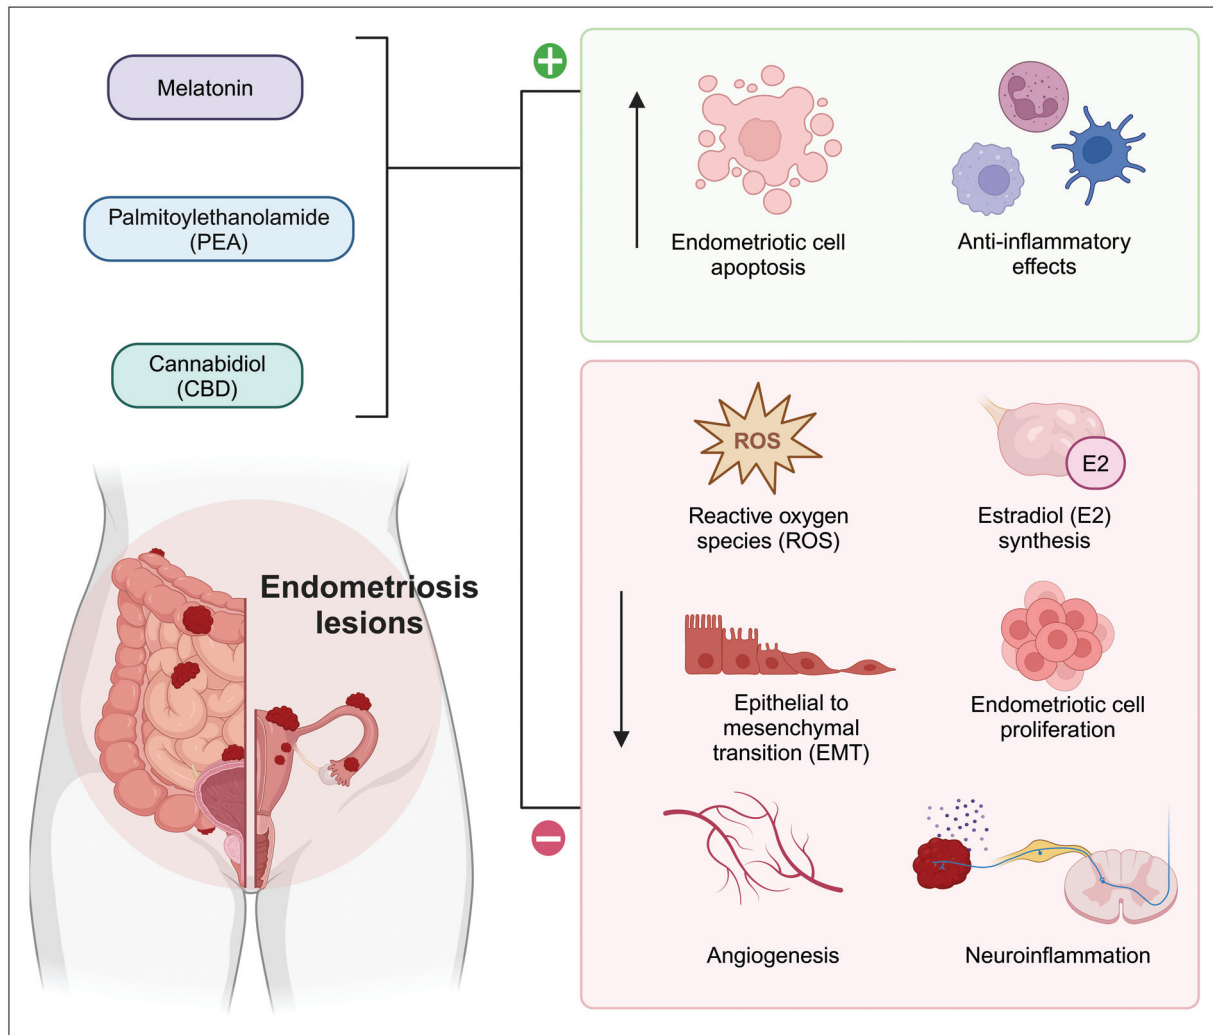 Melatonin
Palmitoylethanolamide
(PEA)
Cannabidiol
(CBD)
Endometriosis
lesions
Endometriotic cell
apoptosis
Anti-inflammatory
effects
ROS
Reactive oxygen
species (ROS)
E2
Estradiol (E2)
synthesis
Epithelial to
mesenchymal
transition (EMT)
Endometriotic cell
proliferation
Angiogenesis
Neuroinflammation